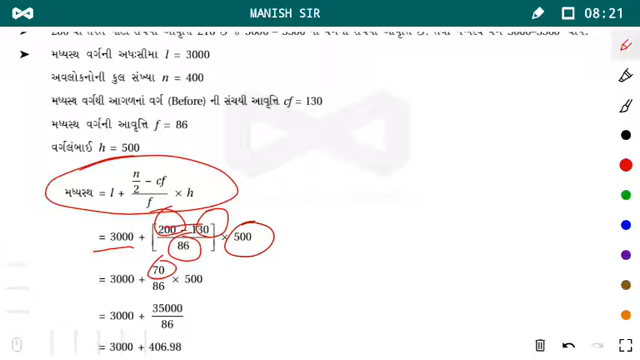 MANISH SIR
08:21
મધ્યસ્થ વર્ગની અધઃસીમા l = 3000
અવલોકનોની કુલ સંખ્યા n = 400
મધ્યસ્થ વર્ગથી આગળનાં વર્ગ (Before) ની સંચયી આવૃત્તિ cf = 130
મધ્યસ્થ વર્ગની આવૃત્તિ f = 86
વર્ગલંબાઈ h = 500
મધ્યસ્થ = l + (n/2 − cf)/f × h
= 3000 + [(200 − 130)/86] × 500
= 3000 + 70/86 × 500
= 3000 + 35000/86
= 3000 + 406.98